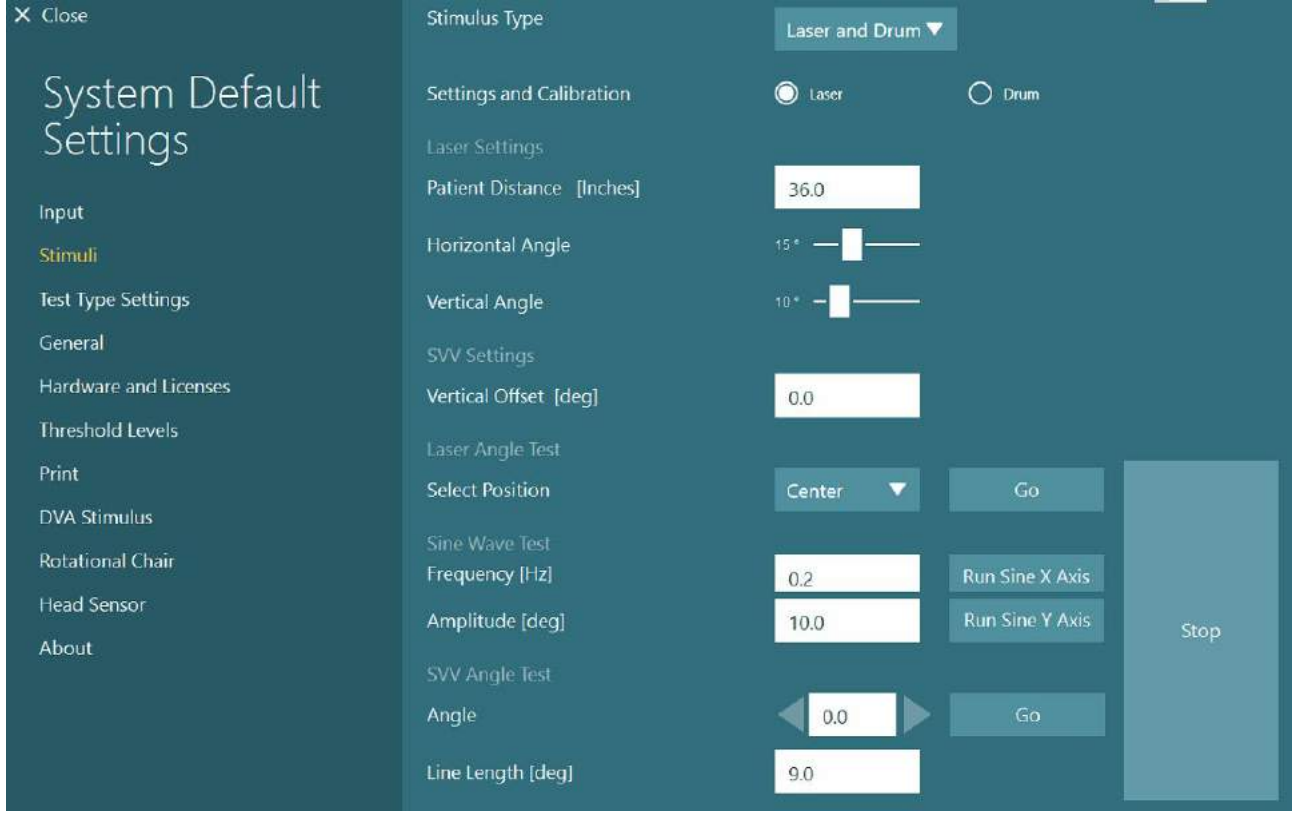 Close
System Default
Settings
Input
Stimuli
Test Type Settings
General
Hardware and Licenses
Threshold Levels
Print
DVA Stimulus
Rotational Chair
Head Sensor
About
Stimulus Type Laser and Drum
Settings and Calibration Laser Drum
Laser Settings
Patient Distance [Inches] 36.0
Horizontal Angle 15°
Vertical Angle 10°
SVV Settings
Vertical Offset [deg] 0.0
Laser Angle Test
Select Position Center Go
Sine Wave Test
Frequency [Hz] 0.2 Run Sine X Axis
Amplitude [deg] 10.0 Run Sine Y Axis
Stop
SVV Angle Test
Angle 0.0 Go
Line Length [deg] 9.0